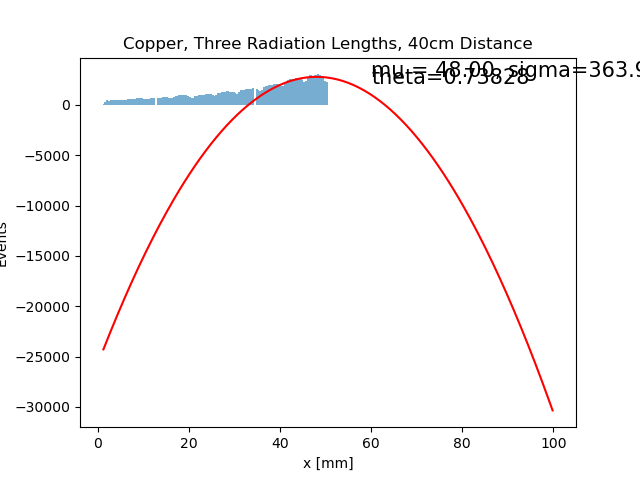 Copper, Three Radiation Lengths, 40cm Distance
mu = 48.00, sigma=363.9
theta=0.73828
0
−5000
−10000
−15000
−20000
−25000
−30000
Events
0
20
40
60
80
100
x [mm]